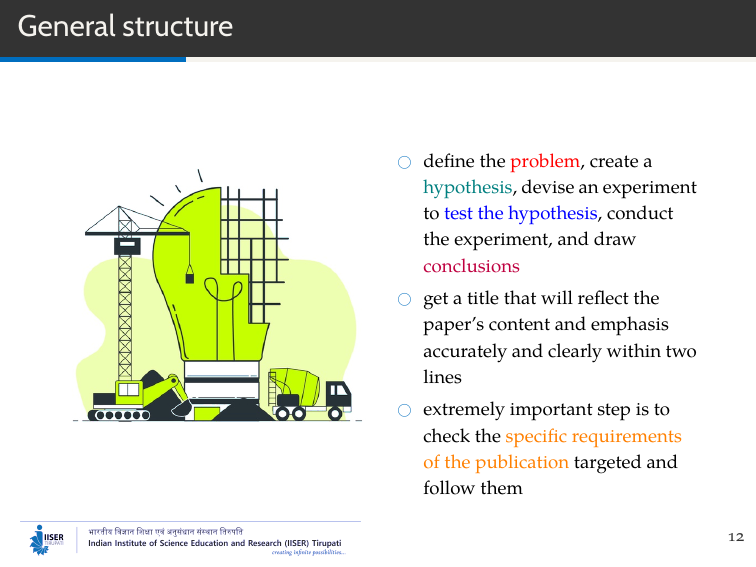 General structure
define the problem, create a
hypothesis, devise an experiment
to test the hypothesis, conduct
the experiment, and draw
conclusions
get a title that will reflect the
paper's content and emphasis
accurately and clearly within two
lines
extremely important step is to
check the specific requirements
of the publication targeted and
follow them
IISER
TIRUPATI
भारतीय विज्ञान शिक्षा एवं अनुसंधान संस्थान तिरुपति
Indian Institute of Science Education and Research (IISER) Tirupati
creating infinite possibilities...
12